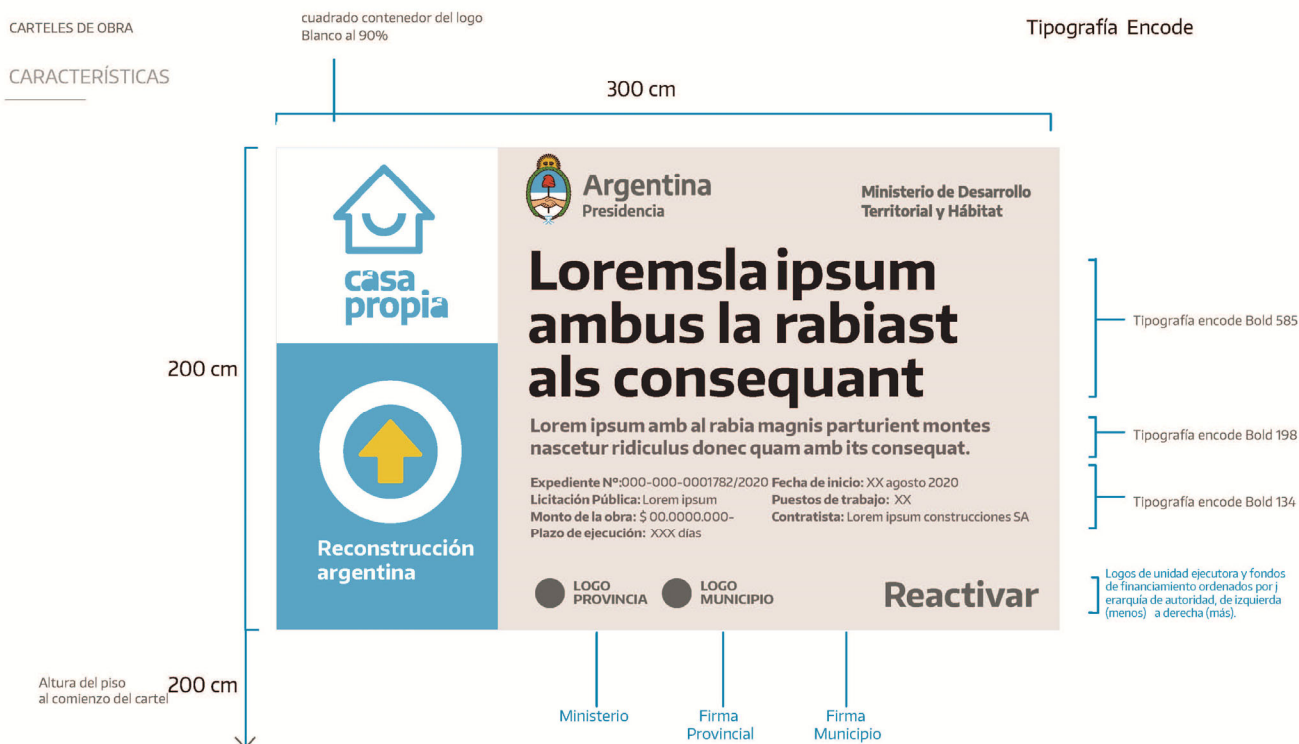 CARTELES DE OBRA
CARACTERÍSTICAS
cuadrado contenedor del logo
Blanco al 90%
Tipografía Encode
300 cm
200 cm
casa
propia
Reconstrucción
argentina
Argentina
Presidencia
Ministerio de Desarrollo
Territorial y Hábitat
Loremsla ipsum
ambus la rabiast
als consequant
Lorem ipsum amb al rabia magnis parturient montes
nascetur ridiculus donec quam amb its consequat.
Expediente Nº:000-000-0001782/2020 Fecha de inicio: XX agosto 2020
Licitación Pública: Lorem ipsum Puestos de trabajo: XX
Monto de la obra: $ 00.0000.000- Contratista: Lorem ipsum construcciones SA
Plazo de ejecución: XXX días
LOGO
PROVINCIA
LOGO
MUNICIPIO
Reactivar
Tipografía encode Bold 585
Tipografía encode Bold 198
Tipografía encode Bold 134
Logos de unidad ejecutora y fondos
de financiamiento ordenados por j
erarquía de autoridad, de izquierda
(menos) a derecha (más).
Altura del piso
al comienzo del cartel
200 cm
Ministerio
Firma
Provincial
Firma
Municipio